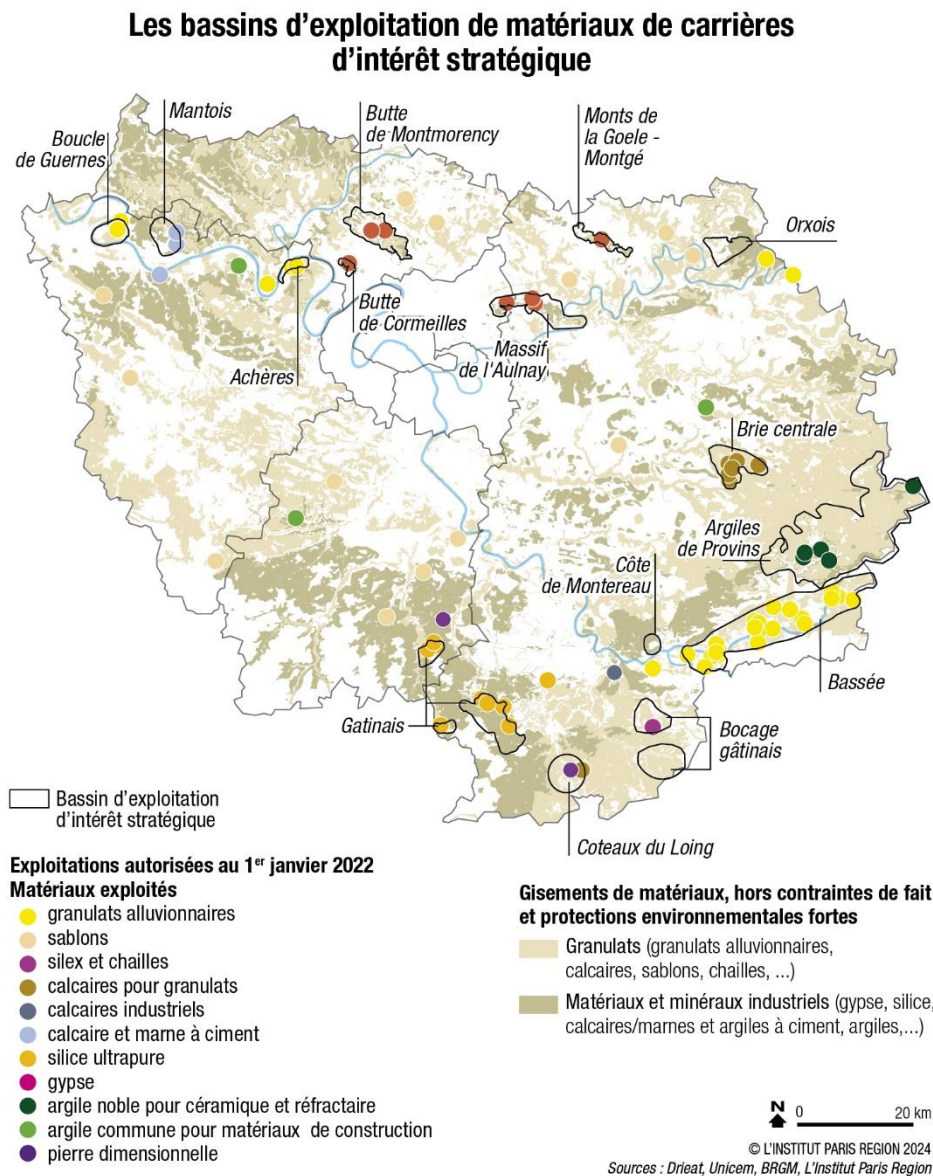 Les bassins d’exploitation de matériaux de carrières
d’intérêt stratégique
Mantois
Boucle
de Guernes
Butte
de Montmorency
Monts de
la Goele -
Montgé
Orxois
Butte
de Cormeilles
Achères
Massif
de l'Aulnay
Brie centrale
Argiles
de Provins
Côte
de Montereau
Bassée
Gatinais
Bocage
gâtinais
Coteaux du Loing
Bassin d’exploitation
d’intérêt stratégique
Exploitations autorisées au 1er janvier 2022
Matériaux exploités
granulats alluvionnaires
sablons
silex et chailles
calcaires pour granulats
calcaires industriels
calcaire et marne à ciment
silice ultrapure
gypse
argile noble pour céramique et réfractaire
argile commune pour matériaux de construction
pierre dimensionnelle
Gisements de matériaux, hors contraintes de fait
et protections environnementales fortes
Granulats (granulats alluvionnaires,
calcaires, sablons, chailles, ...)
Matériaux et minéraux industriels (gypse, silice,
calcaires/marnes et argiles à ciment, argiles,...)
N 0 20 km
© L'INSTITUT PARIS REGION 2024
Sources : Drieat, Unicem, BRGM, L'Institut Paris Region